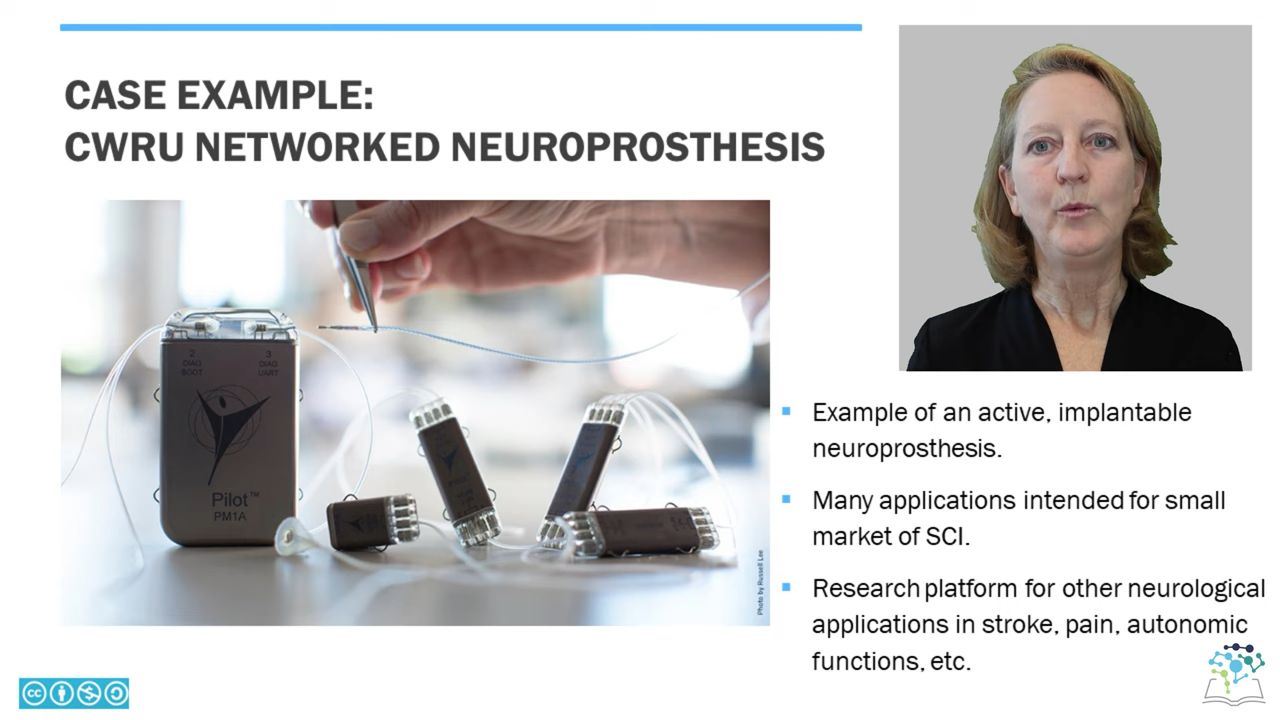 CASE EXAMPLE:
CWRU NETWORKED NEUROPROSTHESIS
2
DIAG
BOOT
3
DIAG
UART
Pilot™
PM1A
Photo by Russell Lee
Example of an active, implantable
neuroprosthesis.
Many applications intended for small
market of SCI.
Research platform for other neurological
applications in stroke, pain, autonomic
functions, etc.
cc